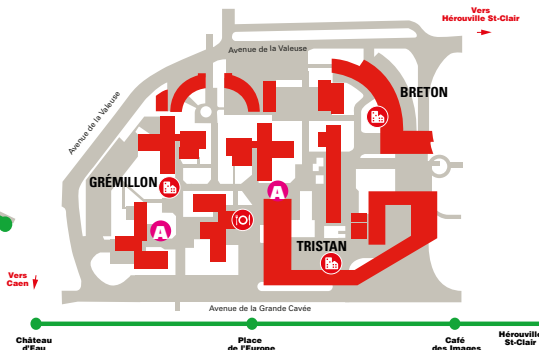 Vers
Hérouville St-Clair
Avenue de la Valeuse
BRETON
Avenue de la Valeuse
GRÉMILLON
A
A
TRISTAN
Vers
Caen
Avenue de la Grande Cavée
Château
d'Eau
Place
de l'Europe
Café
des Images
Hérouville
St-Clair